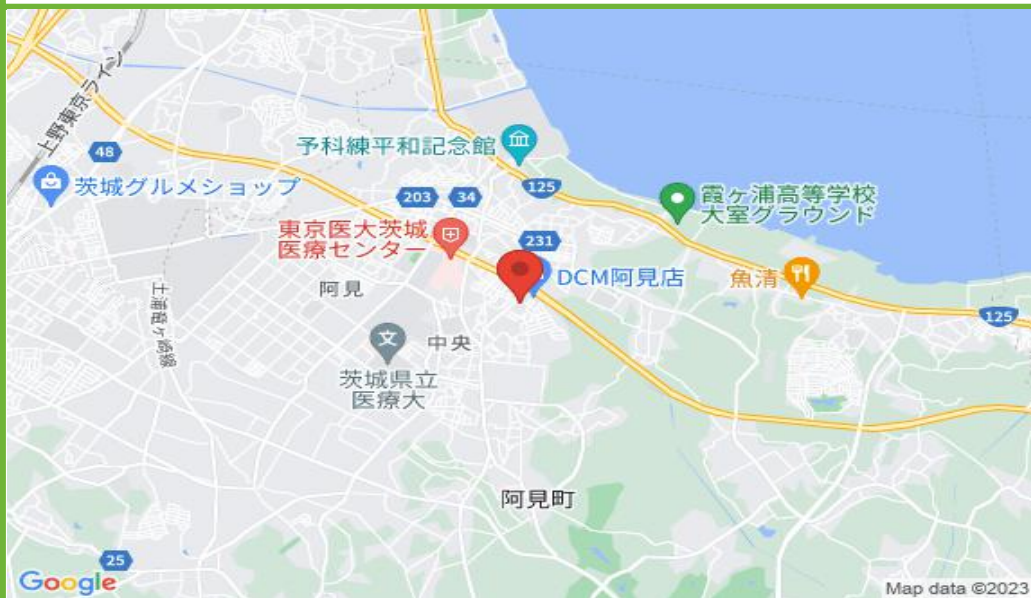 上野東京ライン
48
茨城グルメショップ
予科練平和記念館
203
34
125
東京医大茨城
医療センター
231
霞ヶ浦高等学校
大室グラウンド
DCM阿見店
魚清
125
阿見
中央
土浦竜ヶ崎線
茨城県立
医療大
阿見町
25
Google
Map data ©2023